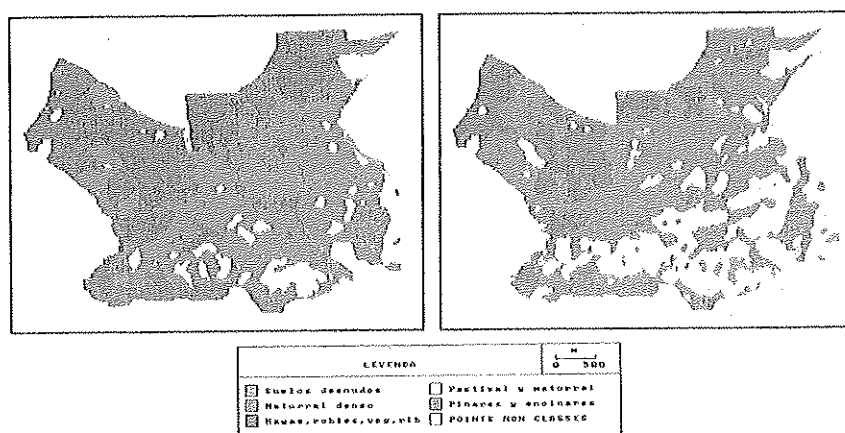 LEYENDA
M
0 500
Suelos desnudos
Pastizal y matorral
Matorral denso
Pinares y encinares
Hayas, robles, veg. rib
POINTS NON CLASSES